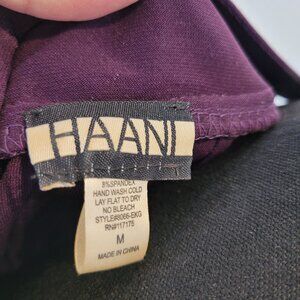 HAANI
8%SPANDEX
HAND WASH COLD
LAY FLAT TO DRY
NO BLEACH
STYLE#8066-EKG
RN#117175
M
MADE IN CHINA